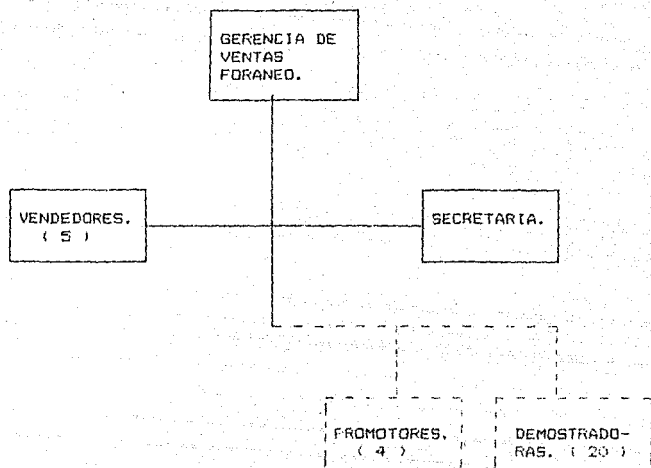 GERENCIA DE
VENTAS
FORANEO.
VENDEDORES.
( 5 )
SECRETARIA.
PROMOTORES.
( 4 )
DEMOSTRADO-
RAS. ( 20 )